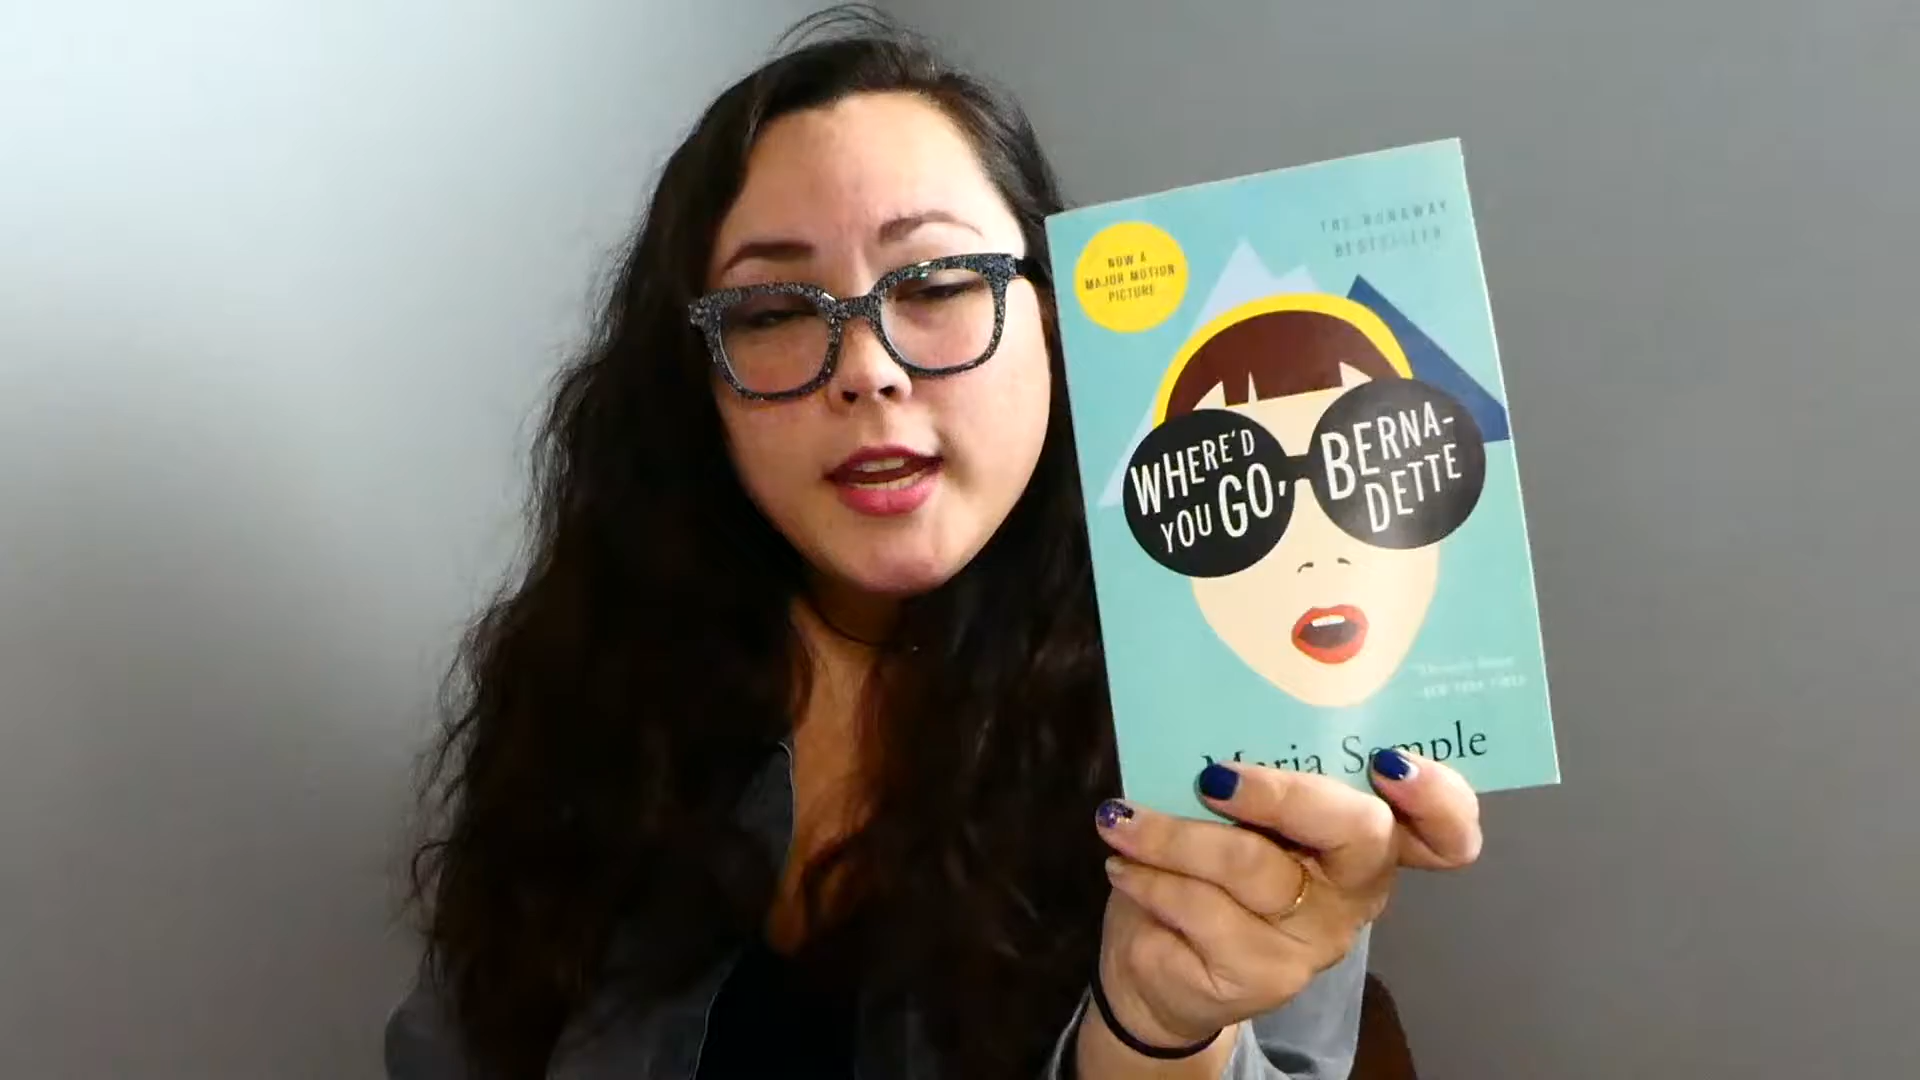 THE RUNAWAY
BESTSELLER
NOW A
MAJOR MOTION
PICTURE
WHERE'D
YOU GO,
BERNA-
DETTE
NEW YORK TIMES
Maria Semple